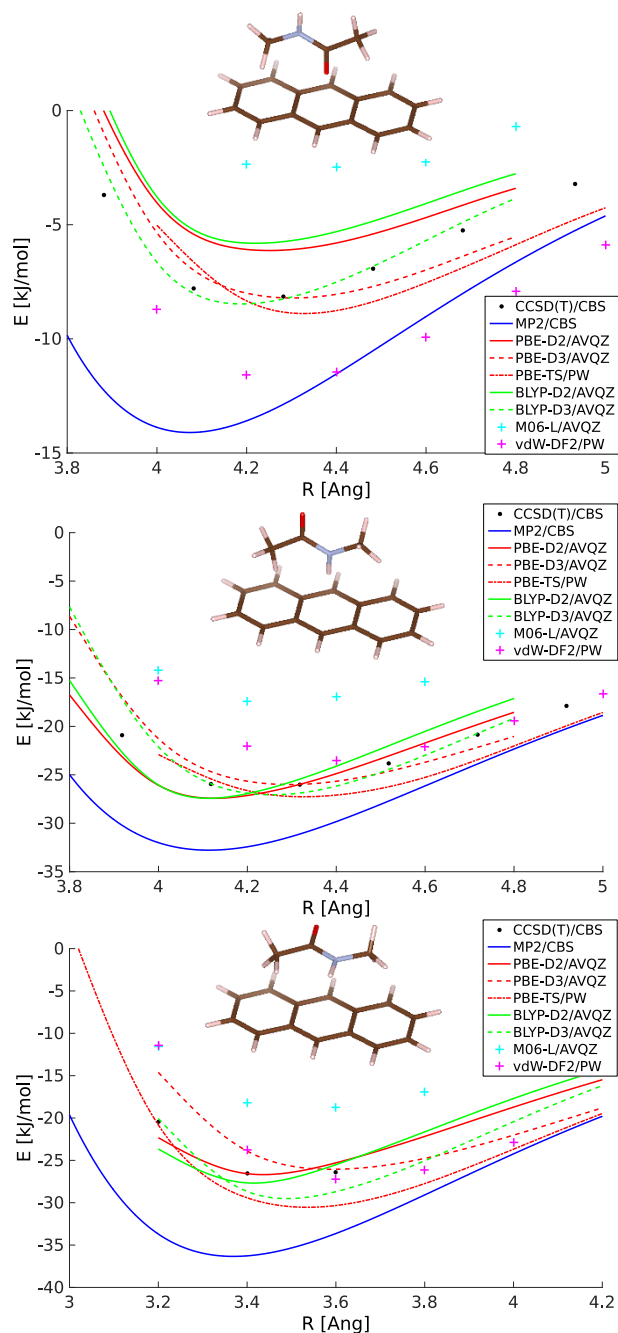 0
-5
-10
-15
E [kJ/mol]
3.8 4 4.2 4.4 4.6 4.8 5
R [Ang]
CCSD(T)/CBS
MP2/CBS
PBE-D2/AVQZ
PBE-D3/AVQZ
PBE-TS/PW
BLYP-D2/AVQZ
BLYP-D3/AVQZ
M06-L/AVQZ
vdW-DF2/PW
0
-5
-10
-15
-20
-25
-30
-35
E [kJ/mol]
3.8 4 4.2 4.4 4.6 4.8 5
R [Ang]
CCSD(T)/CBS
MP2/CBS
PBE-D2/AVQZ
PBE-D3/AVQZ
PBE-TS/PW
BLYP-D2/AVQZ
BLYP-D3/AVQZ
M06-L/AVQZ
vdW-DF2/PW
0
-5
-10
-15
-20
-25
-30
-35
-40
E [kJ/mol]
3 3.2 3.4 3.6 3.8 4 4.2
R [Ang]
CCSD(T)/CBS
MP2/CBS
PBE-D2/AVQZ
PBE-D3/AVQZ
PBE-TS/PW
BLYP-D2/AVQZ
BLYP-D3/AVQZ
M06-L/AVQZ
vdW-DF2/PW